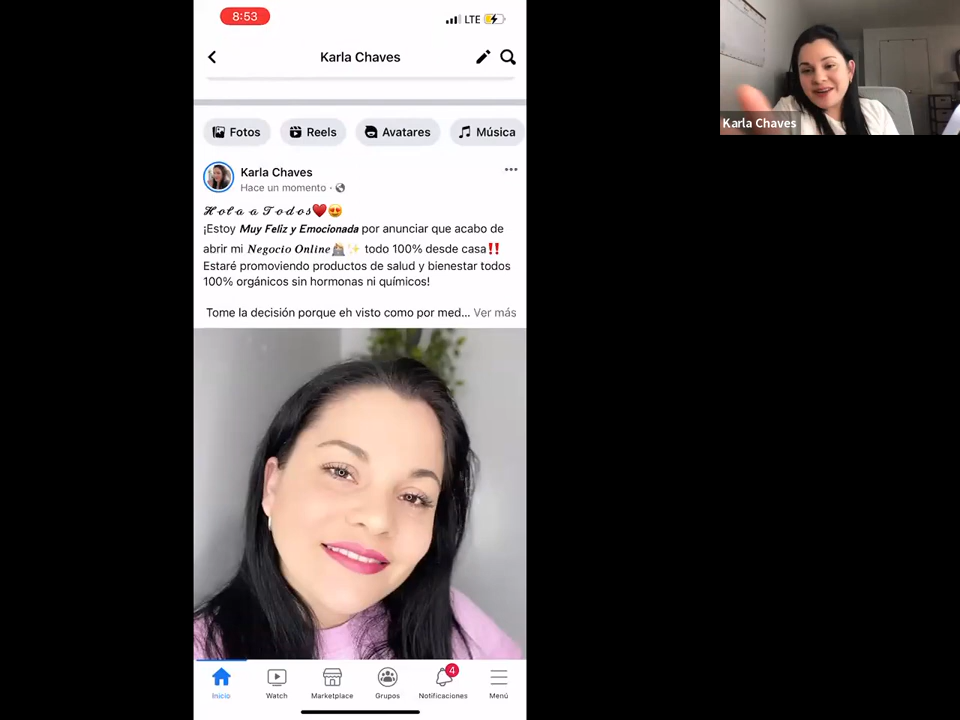 8:53
LTE
Karla Chaves
Fotos
Reels
Avatares
Música
Karla Chaves
Hace un momento ·
𝓗𝓸𝓵𝓪 𝓪 𝓣𝓸𝓭𝓸𝓼♥️😍
¡Estoy 𝙈𝙪𝙮 𝙁𝙚𝙡𝙞𝙯 𝙮 𝙀𝙢𝙤𝙘𝙞𝙤𝙣𝙖𝙙𝙖 por anunciar que acabo de
abrir mi 𝑵𝒆𝒈𝒐𝒄𝒊𝒐 𝑶𝒏𝒍𝒊𝒏𝒆👩🏻‍💻✨ todo 100% desde casa‼️
Estaré promoviendo productos de salud y bienestar todos
100% orgánicos sin hormonas ni químicos!
Tome la decisión porque eh visto como por med... Ver más
Inicio
Watch
Marketplace
Grupos
4
Notificaciones
Menú
Karla Chaves